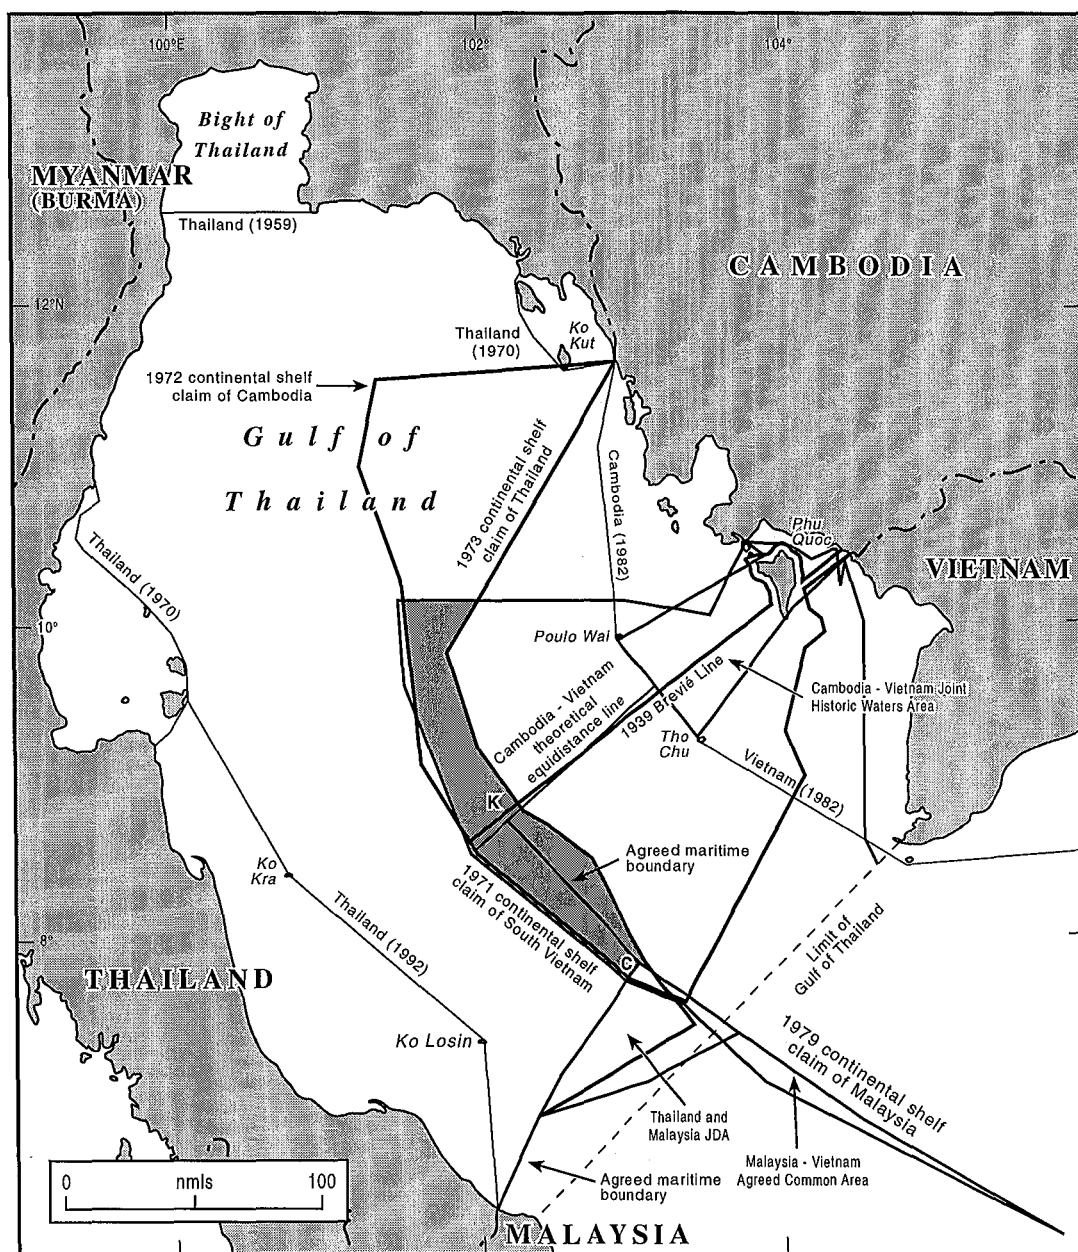 100°E
102°
104°
Bight of
Thailand
MYANMAR
(BURMA)
Thailand (1959)
CAMBODIA
12°N
Thailand
(1970)
Ko
Kut
1972 continental shelf
claim of Cambodia
Gulf of
Thailand
1973 continental shelf
claim of Thailand
Cambodia (1982)
Phu
Quoc
VIETNAM
Thailand (1970)
10°
Poulo Wai
Cambodia - Vietnam
theoretical
equidistance line
1939 Brevié Line
Cambodia - Vietnam Joint
Historic Waters Area
Tho
Chu
Vietnam (1982)
K
Agreed maritime
boundary
Ko
Kra
1971 continental shelf
claim of South Vietnam
Thailand (1992)
8°
C
Limit of
Gulf of Thailand
THAILAND
Ko Losin
1979 continental shelf
claim of Malaysia
Thailand and
Malaysia JDA
Malaysia - Vietnam
Agreed Common Area
0 nmls 100
Agreed maritime
boundary
MALAYSIA